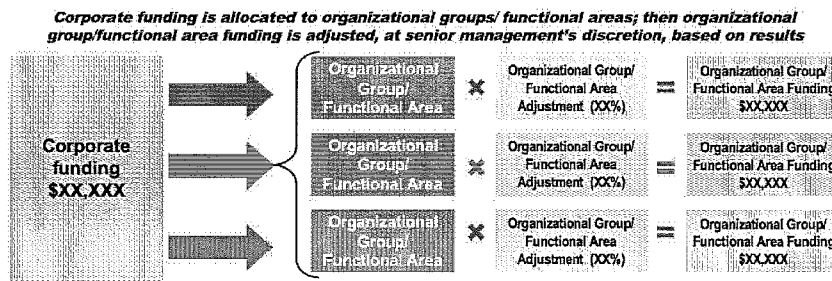 Corporate funding is allocated to organizational groups/ functional areas; then organizational
group/functional area funding is adjusted, at senior management's discretion, based on results
Corporate
funding
$XX,XXX
Organizational
Group/
Functional Area
×
Organizational Group/
Functional Area
Adjustment (XX%)
=
Organizational Group/
Functional Area Funding
$XX,XXX
Organizational
Group/
Functional Area
×
Organizational Group/
Functional Area
Adjustment (XX%)
=
Organizational Group/
Functional Area Funding
$XX,XXX
Organizational
Group/
Functional Area
×
Organizational Group/
Functional Area
Adjustment (XX%)
=
Organizational Group/
Functional Area Funding
$XX,XXX